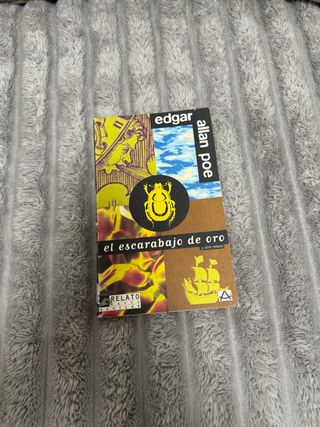 edgar
allan poe
el escarabajo de oro
RELATO